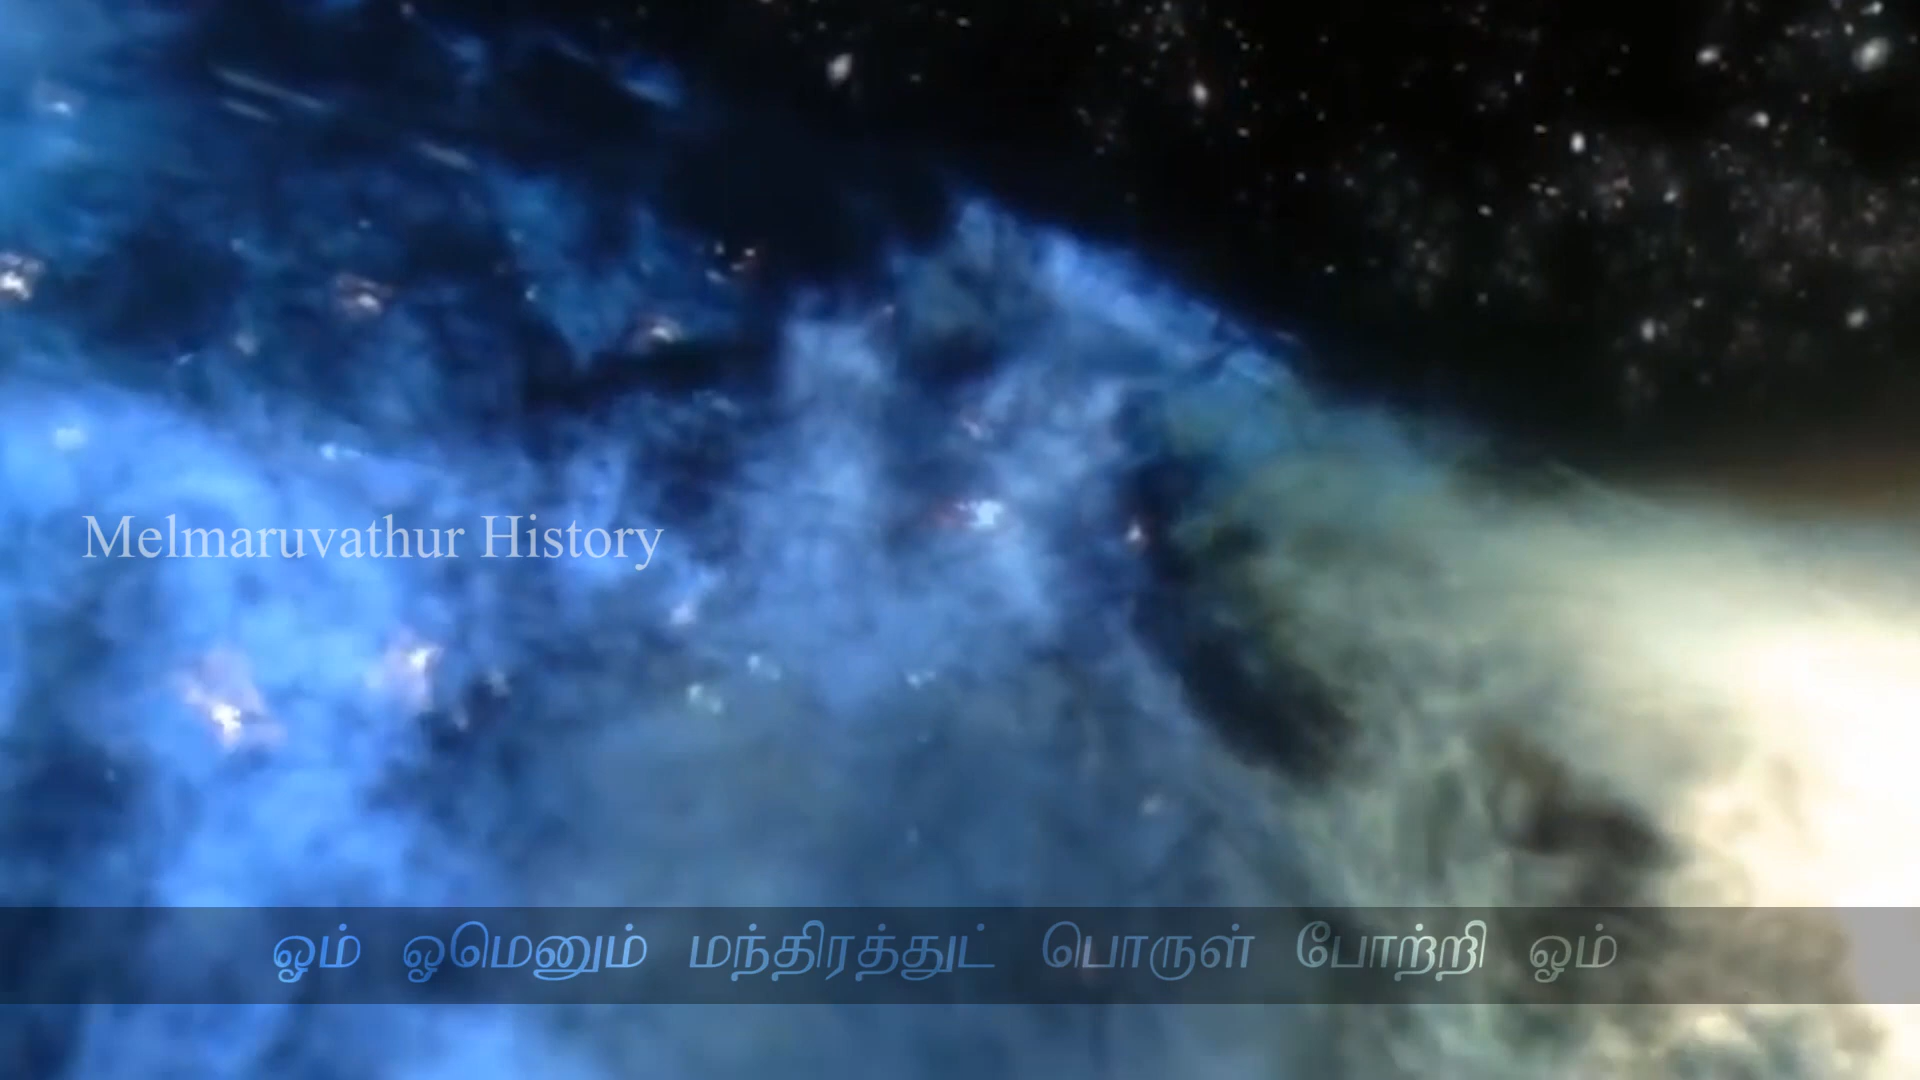 Melmaruvathur History
ஓம் ஓமெனும் மந்திரத்துட் பொருள் போற்றி ஓம்